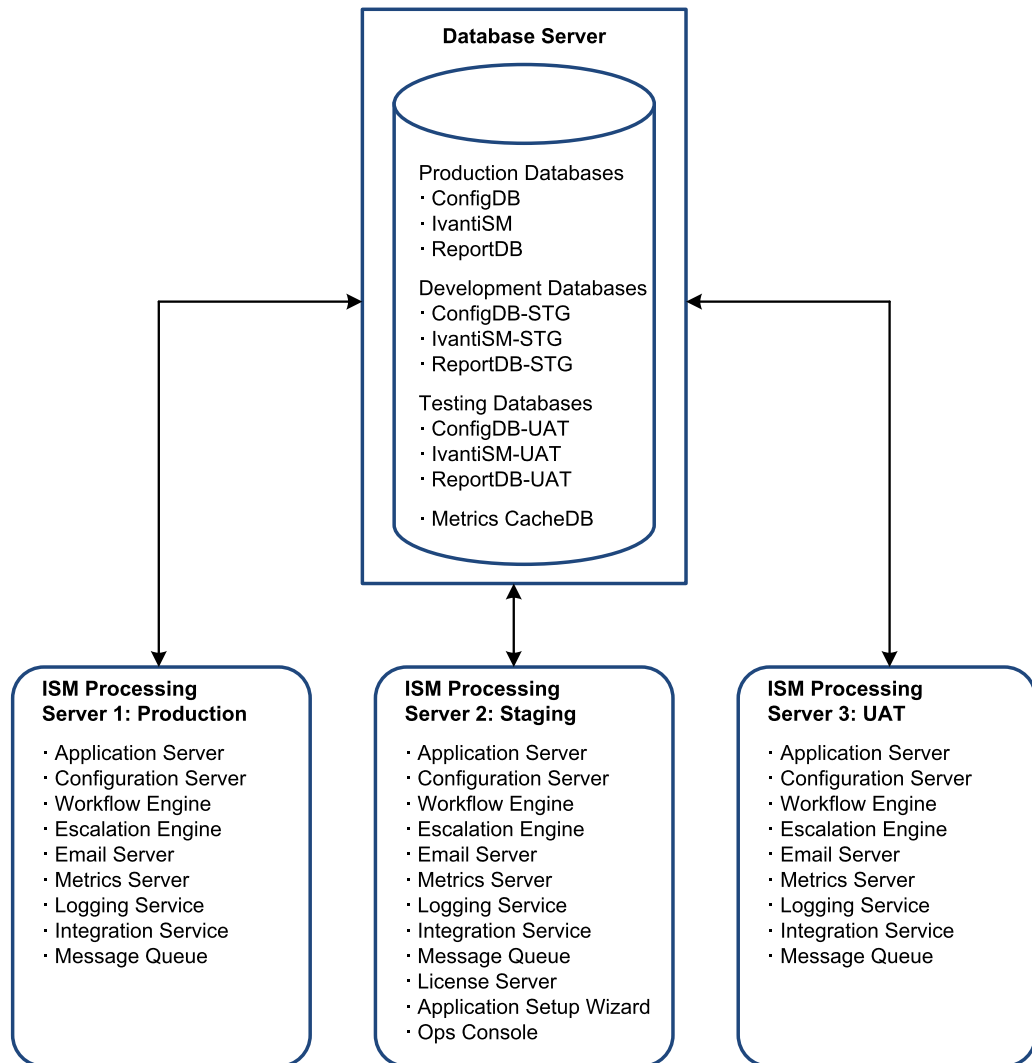 Database Server
Production Databases
· ConfigDB
· IvantiSM
· ReportDB
Development Databases
· ConfigDB-STG
· IvantiSM-STG
· ReportDB-STG
Testing Databases
· ConfigDB-UAT
· IvantiSM-UAT
· ReportDB-UAT
· Metrics CacheDB
ISM Processing
Server 1: Production
· Application Server
· Configuration Server
· Workflow Engine
· Escalation Engine
· Email Server
· Metrics Server
· Logging Service
· Integration Service
· Message Queue
ISM Processing
Server 2: Staging
· Application Server
· Configuration Server
· Workflow Engine
· Escalation Engine
· Email Server
· Metrics Server
· Logging Service
· Integration Service
· Message Queue
· License Server
· Application Setup Wizard
· Ops Console
ISM Processing
Server 3: UAT
· Application Server
· Configuration Server
· Workflow Engine
· Escalation Engine
· Email Server
· Metrics Server
· Logging Service
· Integration Service
· Message Queue